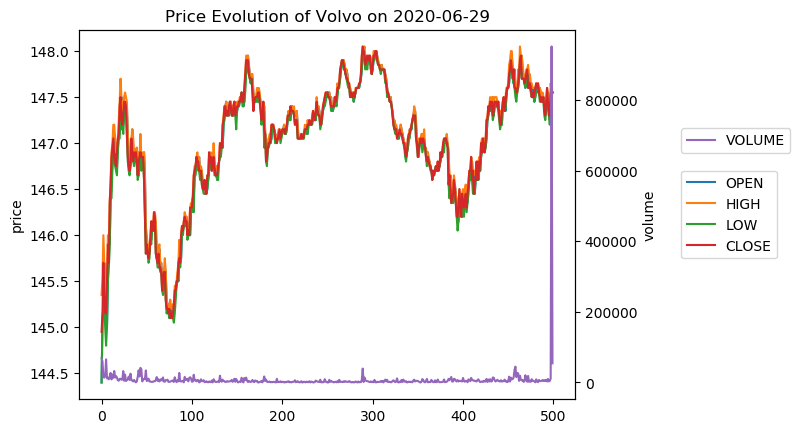 Price Evolution of Volvo on 2020-06-29
148.0
147.5
147.0
146.5
146.0
145.5
145.0
144.5
price
0
100
200
300
400
500
800000
600000
400000
200000
0
volume
VOLUME
OPEN
HIGH
LOW
CLOSE